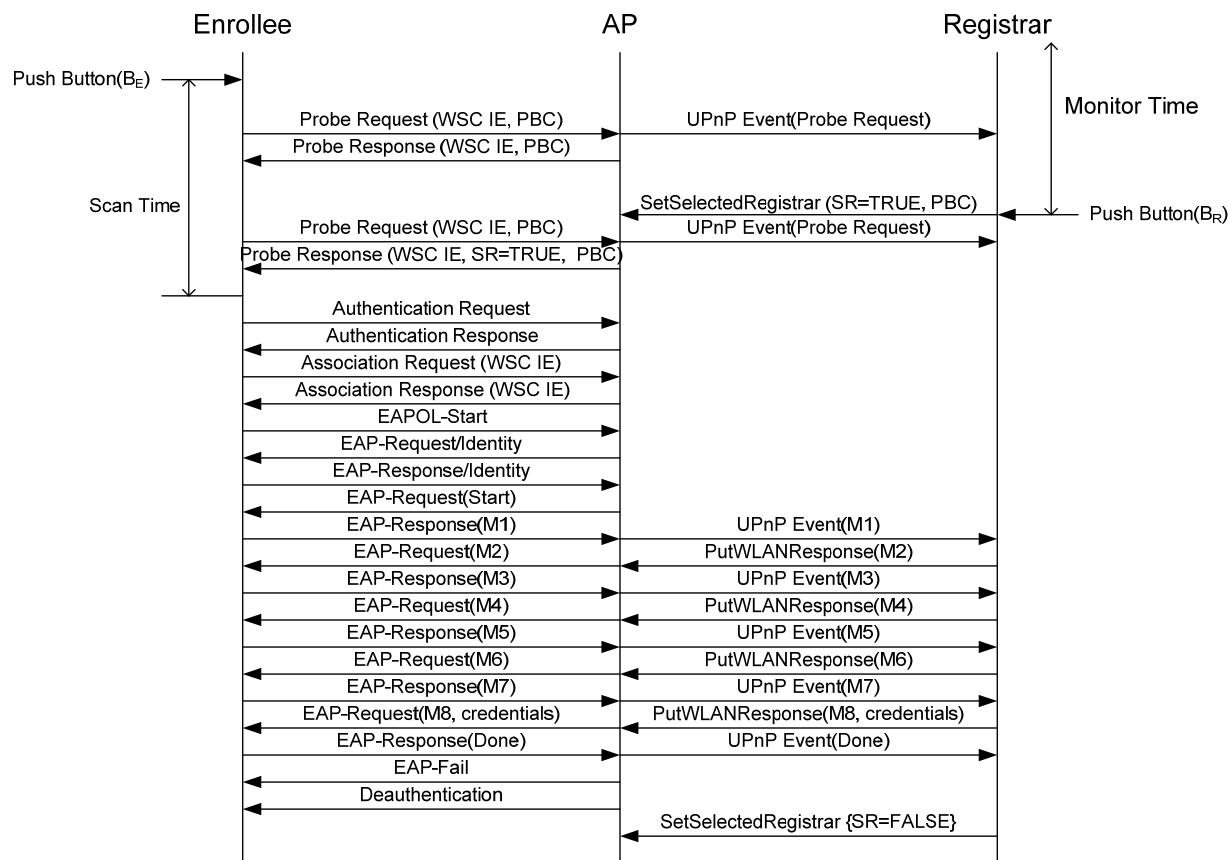 Enrollee AP Registrar
Push Button(BE)
Monitor Time
Probe Request (WSC IE, PBC) UPnP Event(Probe Request)
Probe Response (WSC IE, PBC)
Scan Time
SetSelectedRegistrar (SR=TRUE, PBC)
Push Button(BR)
Probe Request (WSC IE, PBC) UPnP Event(Probe Request)
Probe Response (WSC IE, SR=TRUE, PBC)
Authentication Request
Authentication Response
Association Request (WSC IE)
Association Response (WSC IE)
EAPOL-Start
EAP-Request/Identity
EAP-Response/Identity
EAP-Request(Start)
EAP-Response(M1) UPnP Event(M1)
EAP-Request(M2) PutWLANResponse(M2)
EAP-Response(M3) UPnP Event(M3)
EAP-Request(M4) PutWLANResponse(M4)
EAP-Response(M5) UPnP Event(M5)
EAP-Request(M6) PutWLANResponse(M6)
EAP-Response(M7) UPnP Event(M7)
EAP-Request(M8, credentials) PutWLANResponse(M8, credentials)
EAP-Response(Done) UPnP Event(Done)
EAP-Fail
Deauthentication
SetSelectedRegistrar {SR=FALSE}